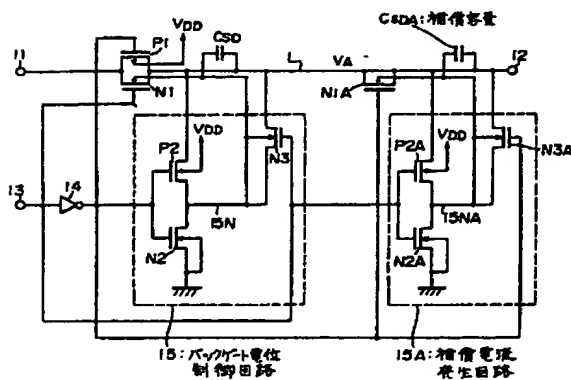 CSDA:補償容量
11
P1
VDD
CSD
L
VA
12
N1
N1A
P2
VDD
N3
P2A
VDD
N3A
13
14
15N
15NA
N2
N2A
15:バックゲート電位
制御回路
15A:補償電流
発生回路